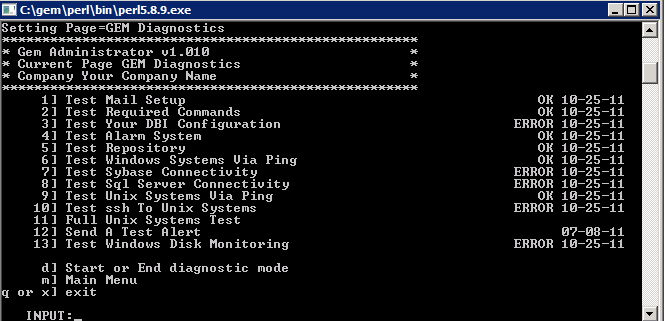 C:\gem\perl\bin\perl5.8.9.exe
Setting Page=GEM Diagnostics
****************************************************
* Gem Administrator v1.010 *
* Current Page GEM Diagnostics *
* Company Your Company Name *
****************************************************
1] Test Mail Setup OK 10-25-11
2] Test Required Commands OK 10-25-11
3] Test Your DBI Configuration ERROR 10-25-11
4] Test Alarm System OK 10-25-11
5] Test Repository OK 10-25-11
6] Test Windows Systems Via Ping OK 10-25-11
7] Test Sybase Connectivity ERROR 10-25-11
8] Test Sql Server Connectivity ERROR 10-25-11
9] Test Unix Systems Via Ping OK 10-25-11
10] Test ssh To Unix Systems ERROR 10-25-11
11] Full Unix Systems Test
12] Send A Test Alert 07-08-11
13] Test Windows Disk Monitoring ERROR 10-25-11
d] Start or End diagnostic mode
m] Main Menu
q or x] exit
INPUT:_